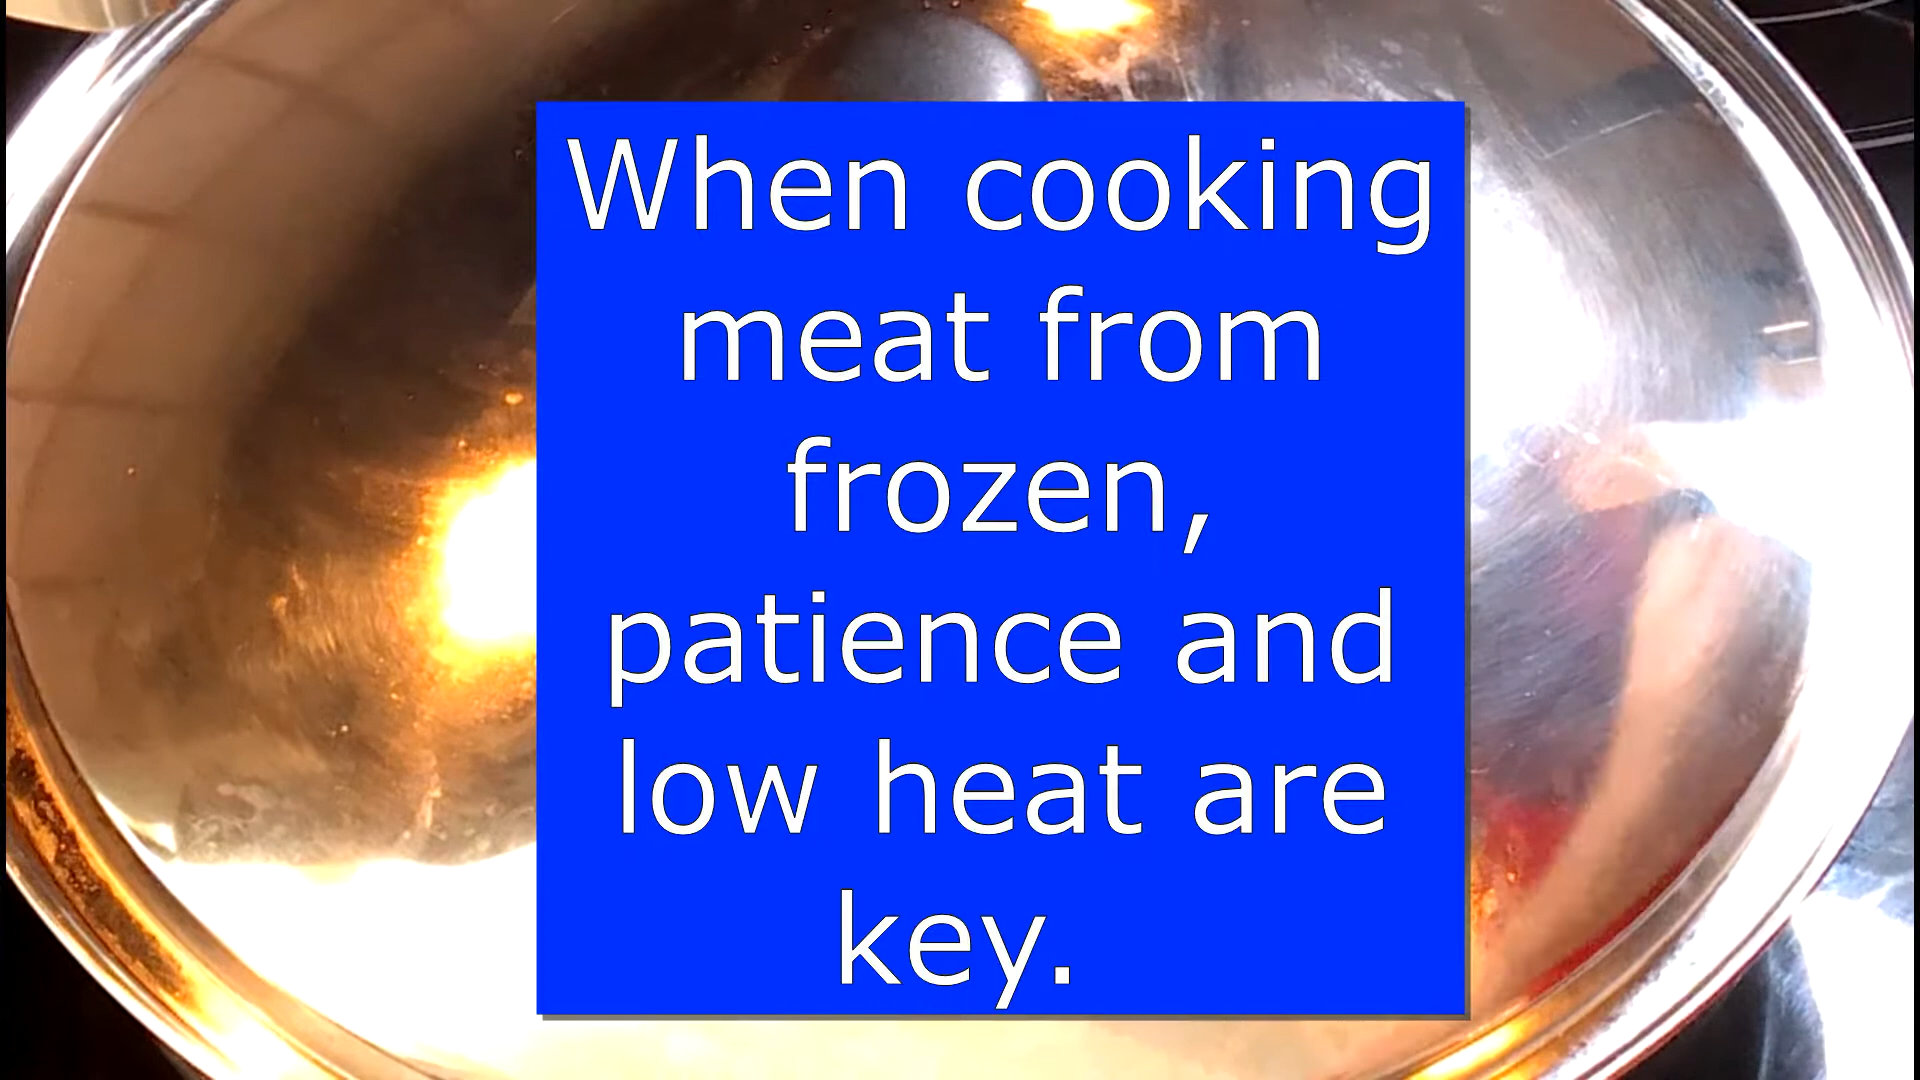 When cooking
meat from
frozen,
patience and
low heat are
key.